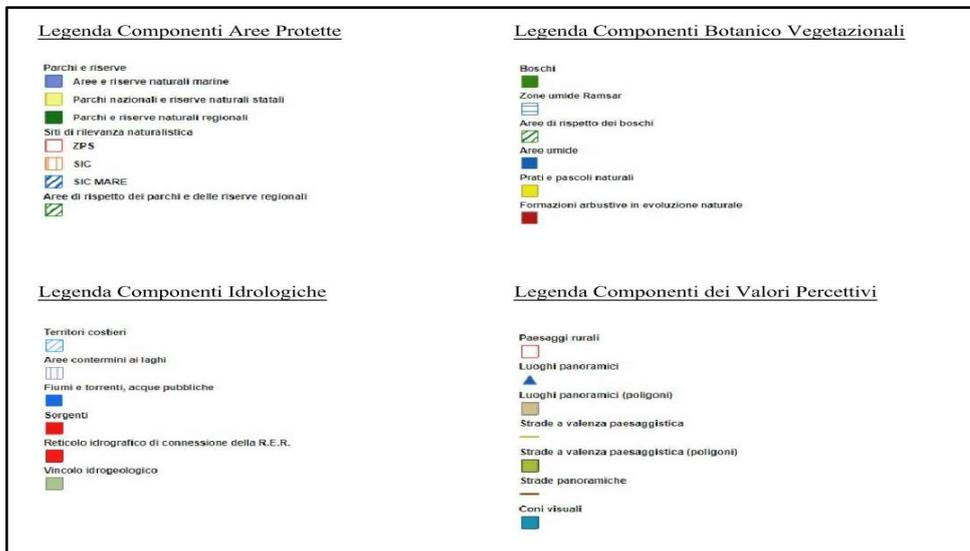 Legenda Componenti Aree Protette
Parchi e riserve
Aree e riserve naturali marine
Parchi nazionali e riserve naturali statali
Parchi e riserve naturali regionali
Siti di rilevanza naturalistica
ZPS
SIC
SIC MARE
Aree di rispetto dei parchi e delle riserve regionali
Legenda Componenti Botanico Vegetazionali
Boschi
Zone umide Ramsar
Aree di rispetto dei boschi
Aree umide
Prati e pascoli naturali
Formazioni arbustive in evoluzione naturale
Legenda Componenti Idrologiche
Territori costieri
Aree contermini ai laghi
Fiumi e torrenti, acque pubbliche
Sorgenti
Reticolo idrografico di connessione della R.E.R.
Vincolo idrogeologico
Legenda Componenti dei Valori Percettivi
Paesaggi rurali
Luoghi panoramici
Luoghi panoramici (poligoni)
Strade a valenza paesaggistica
Strade a valenza paesaggistica (poligoni)
Strade panoramiche
Coni visuali